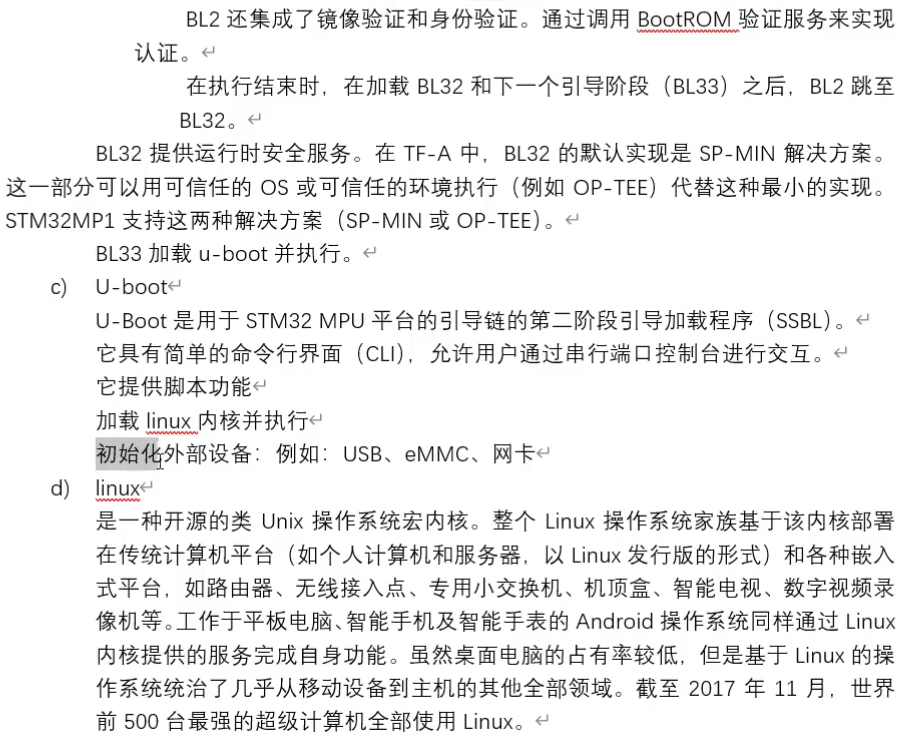 BL2 还集成了镜像验证和身份验证。通过调用 BootROM 验证服务来实现
认证。
在执行结束时，在加载 BL32 和下一个引导阶段（BL33）之后，BL2 跳至
BL32。
BL32 提供运行时安全服务。在 TF-A 中，BL32 的默认实现是 SP-MIN 解决方案。
这一部分可以用可信任的 OS 或可信任的环境执行（例如 OP-TEE）代替这种最小的实现。
STM32MP1 支持这两种解决方案（SP-MIN 或 OP-TEE）。
BL33 加载 u-boot 并执行。
c) U-boot
U-Boot 是用于 STM32 MPU 平台的引导链的第二阶段引导加载程序（SSBL）。
它具有简单的命令行界面（CLI），允许用户通过串行端口控制台进行交互。
它提供脚本功能
加载 linux 内核并执行
初始化外部设备：例如：USB、eMMC、网卡
d) linux
是一种开源的类 Unix 操作系统宏内核。整个 Linux 操作系统家族基于该内核部署
在传统计算机平台（如个人计算机和服务器，以 Linux 发行版的形式）和各种嵌入
式平台，如路由器、无线接入点、专用小交换机、机顶盒、智能电视、数字视频录
像机等。工作于平板电脑、智能手机及智能手表的 Android 操作系统同样通过 Linux
内核提供的服务完成自身功能。虽然桌面电脑的占有率较低，但是基于 Linux 的操
作系统统治了几乎从移动设备到主机的其他全部领域。截至 2017 年 11 月，世界
前 500 台最强的超级计算机全部使用 Linux。